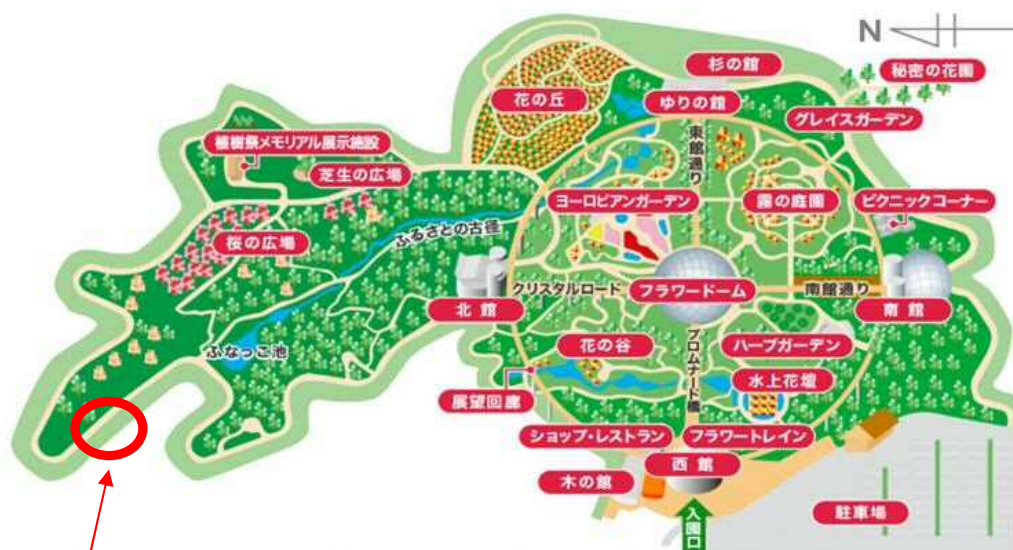 N
杉の館
秘密の花園
花の丘
ゆりの館
グレイスガーデン
植樹祭メモリアル展示施設
東館通り
芝生の広場
ヨーロピアンガーデン
霧の庭園
ピクニックコーナー
桜の広場
ふるさとの古径
クリスタルロード
フラワードーム
南館通り
北館
南館
ふなっこ池
花の谷
プロムナード橋
ハーブガーデン
展望回廊
水上花壇
ショップ・レストラン
フラワートレイン
西館
木の館
入園口
駐車場